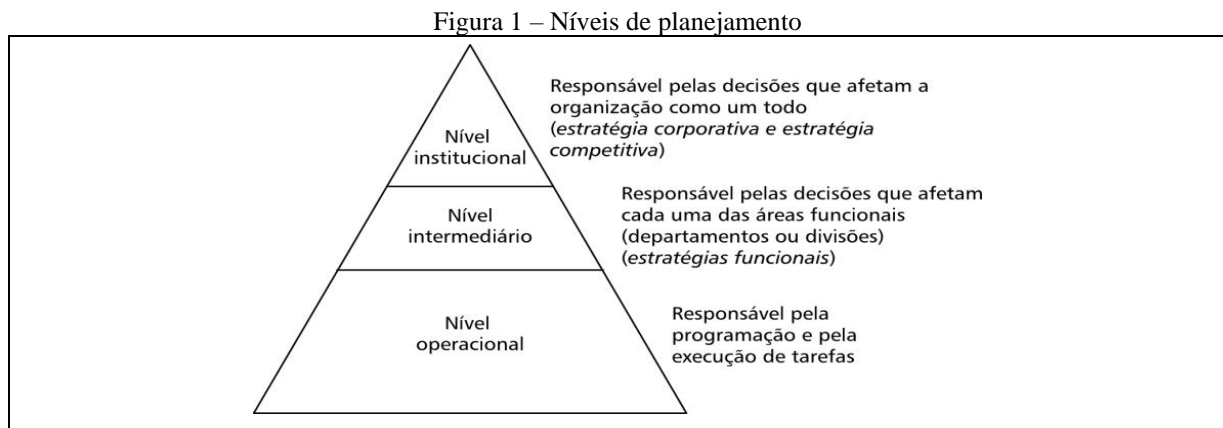 Figura 1 – Níveis de planejamento
Nível
institucional
Responsável pelas decisões que afetam a
organização como um todo
(estratégia corporativa e estratégia
competitiva)
Nível
intermediário
Responsável pelas decisões que afetam
cada uma das áreas funcionais
(departamentos ou divisões)
(estratégias funcionais)
Nível
operacional
Responsável pela
programação e pela
execução de tarefas